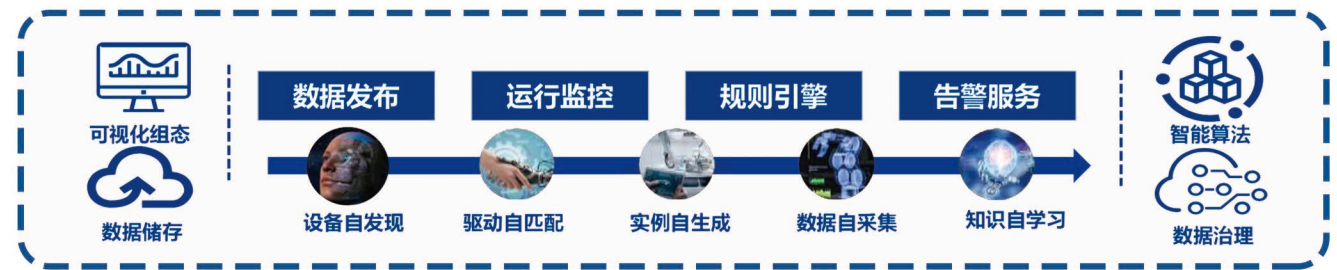 可视化组态
数据储存
数据发布
运行监控
规则引擎
告警服务
设备自发现
驱动自匹配
实例自生成
数据自采集
知识自学习
智能算法
数据治理